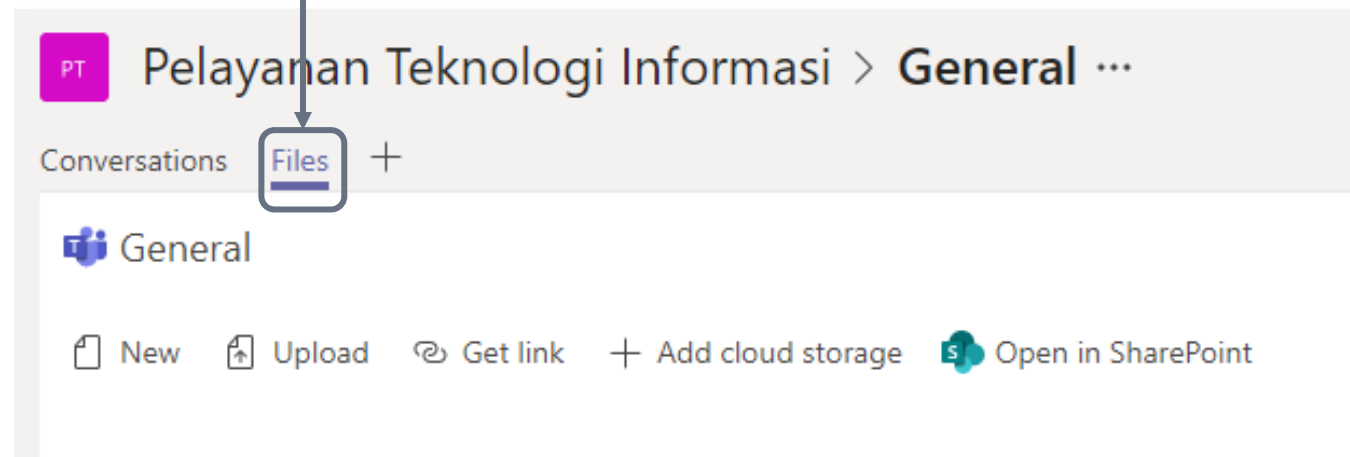 PT Pelayanan Teknologi Informasi > General ...
Conversations Files +
T General
New Upload Get link + Add cloud storage S Open in SharePoint